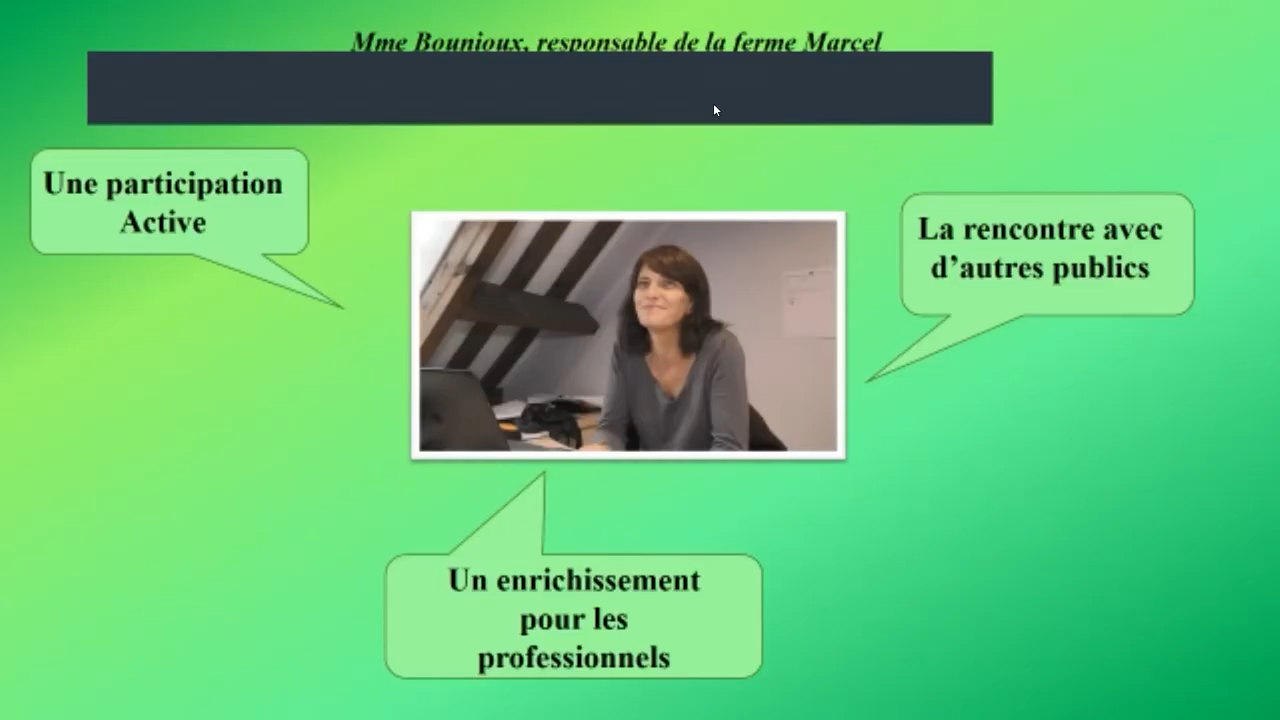 Mme Bounioux, responsable de la ferme Marcel
Une participation
Active
La rencontre avec
d’autres publics
Un enrichissement
pour les
professionnels